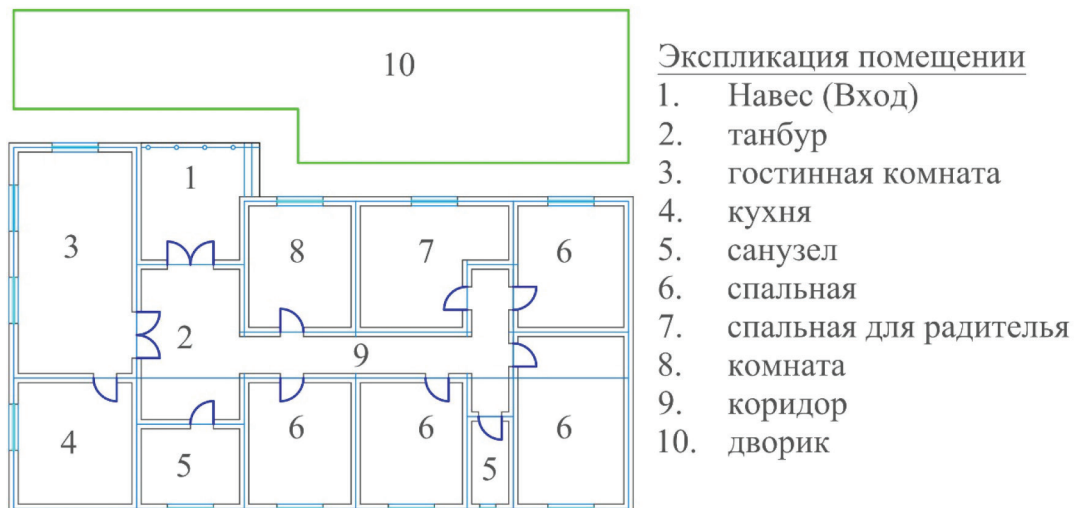 10
Экспликация помещении
1. Навес (Вход)
2. танбур
3. гостинная комната
4. кухня
5. санузел
6. спальная
7. спальная для радителья
8. комната
9. коридор
10. дворик
1
3
8
7
6
2
9
4
5
6
6
5
6